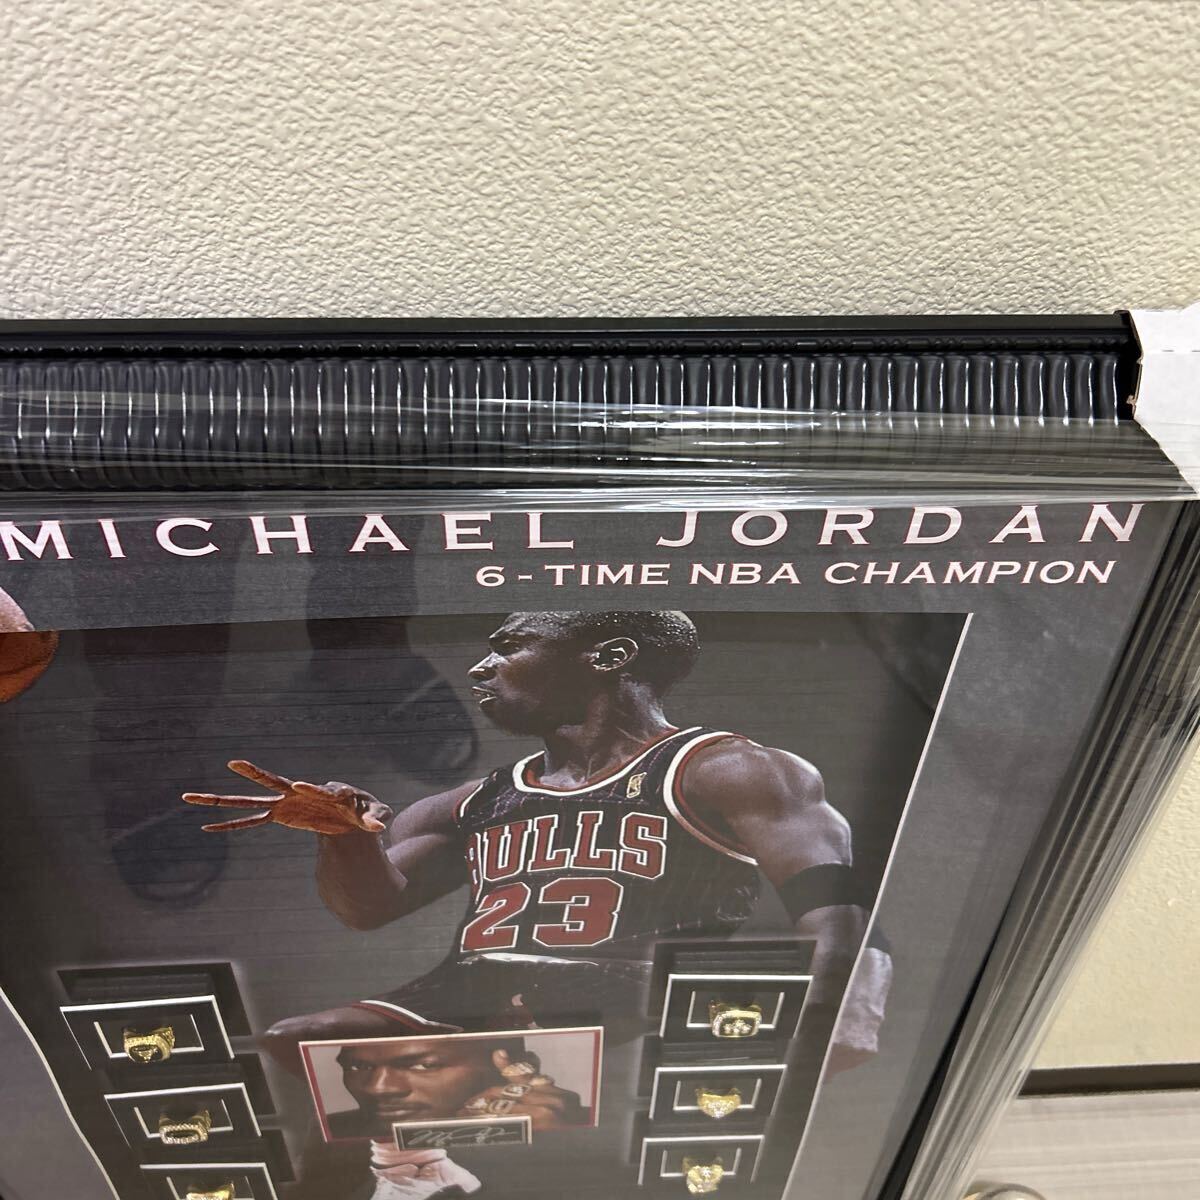 MICHAEL JORDAN
6-TIME NBA CHAMPION
BULLS
23